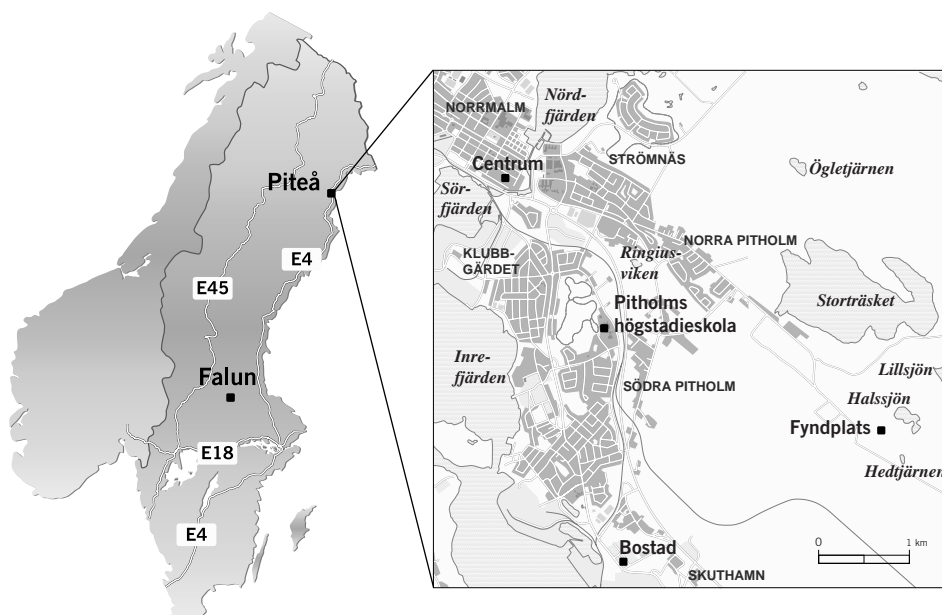 Piteå
E4
E45
Falun
E18
E4
Nörd-
fjärden
NORRMALM
STRÖMNÄS
Centrum
Ögletjärnen
Sör-
fjärden
NORRA PITHOLM
KLUBB-
GÄRDET
Ringius-
viken
Storträsket
Pitholms
högstadieskola
Inre-
fjärden
Lillsjön
SÖDRA PITHOLM
Halssjön
Fyndplats
Hedtjärnen
0
1 km
Bostad
SKUTHAMN